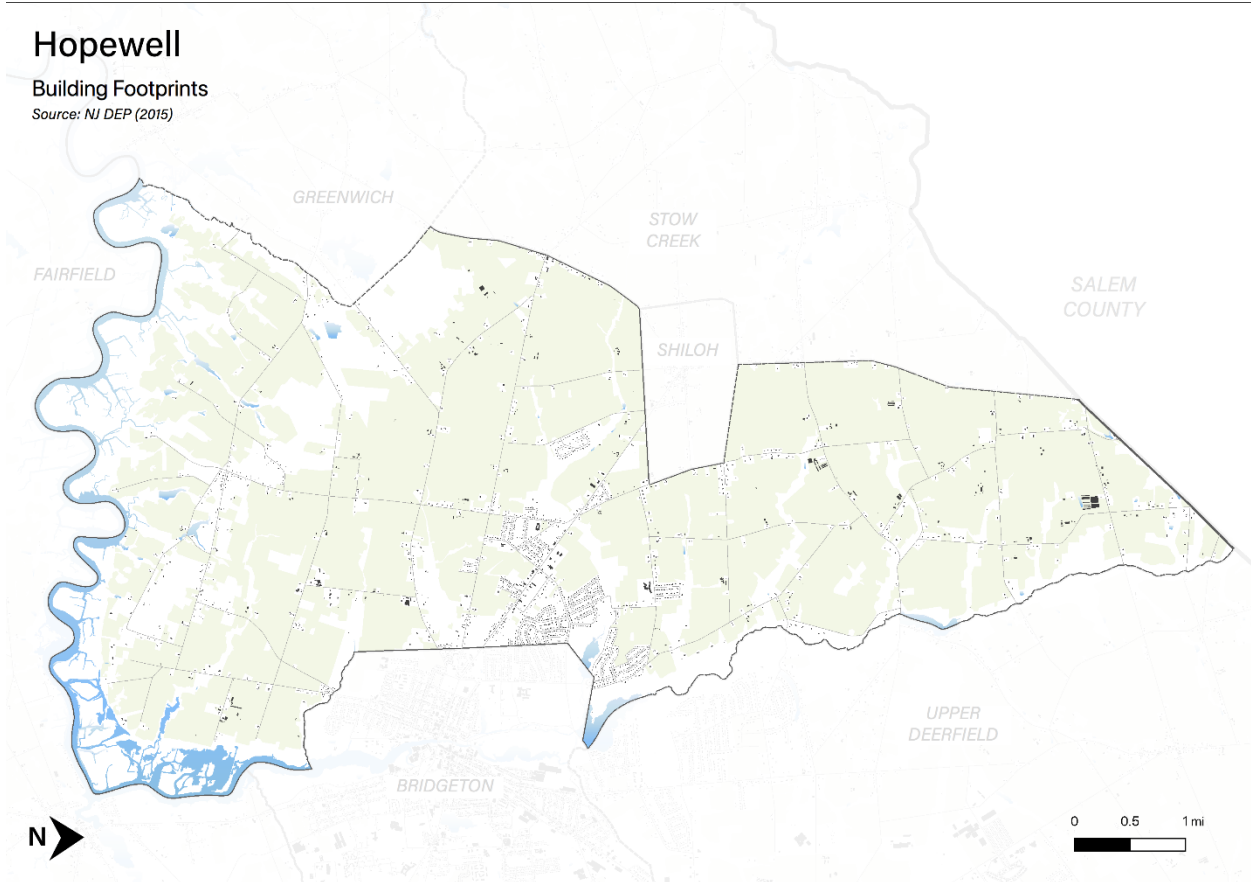 Hopewell
Building Footprints
Source: NJ DEP (2015)
GREENWICH
STOW
CREEK
FAIRFIELD
SALEM
COUNTY
SHILOH
UPPER
DEERFIELD
BRIDGETON
N
0 0.5 1 mi